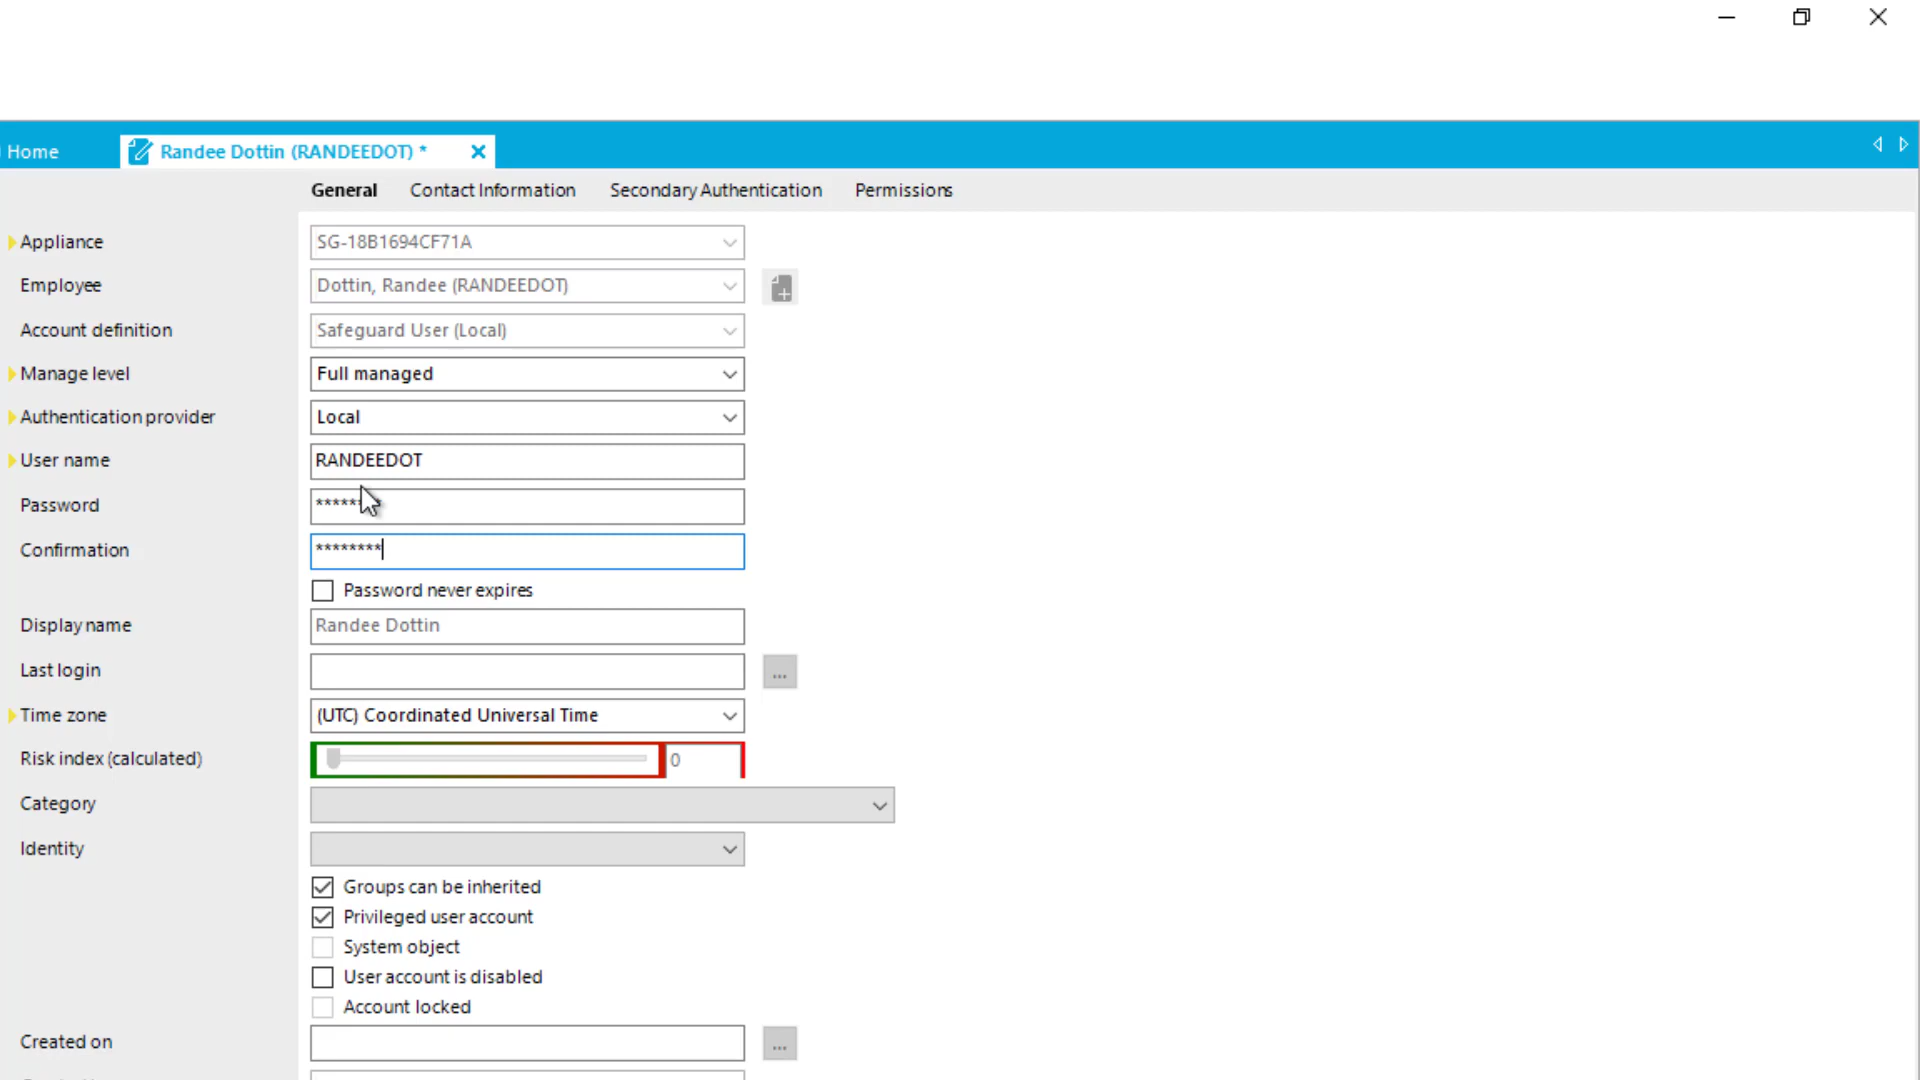 Home
Randee Dottin (RANDEEDOT) *
General Contact Information Secondary Authentication Permissions
Appliance SG-18B1694CF71A
Employee Dottin, Randee (RANDEEDOT)
Account definition Safeguard User (Local)
Manage level Full managed
Authentication provider Local
User name RANDEEDOT
Password ******
Confirmation ********
Password never expires
Display name Randee Dottin
Last login ...
Time zone (UTC) Coordinated Universal Time
Risk index (calculated) 0
Category
Identity
Groups can be inherited
Privileged user account
System object
User account is disabled
Account locked
Created on ...